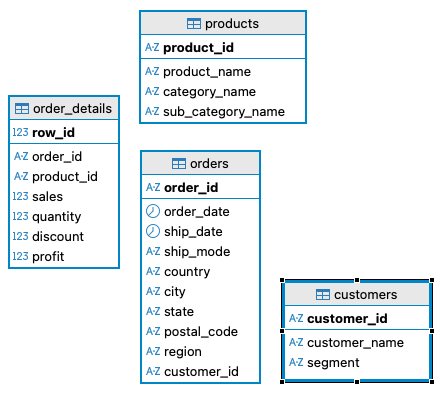 products
A-Z product_id
A-Z product_name
A-Z category_name
A-Z sub_category_name
order_details
123 row_id
A-Z order_id
A-Z product_id
123 sales
123 quantity
123 discount
123 profit
orders
A-Z order_id
order_date
ship_date
A-Z ship_mode
A-Z country
A-Z city
A-Z state
A-Z postal_code
A-Z region
A-Z customer_id
customers
A-Z customer_id
A-Z customer_name
A-Z segment